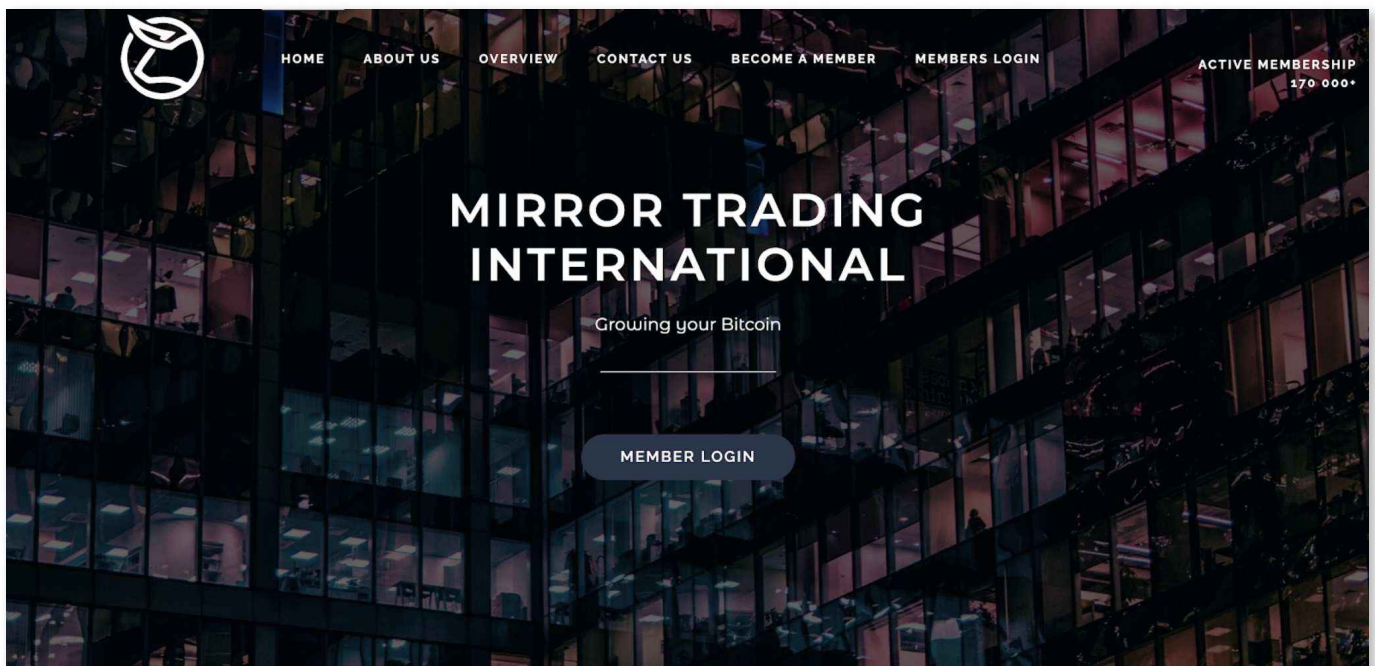 HOME ABOUT US OVERVIEW CONTACT US BECOME A MEMBER MEMBERS LOGIN
ACTIVE MEMBERSHIP
170 000+
MIRROR TRADING
INTERNATIONAL
Growing your Bitcoin
MEMBER LOGIN